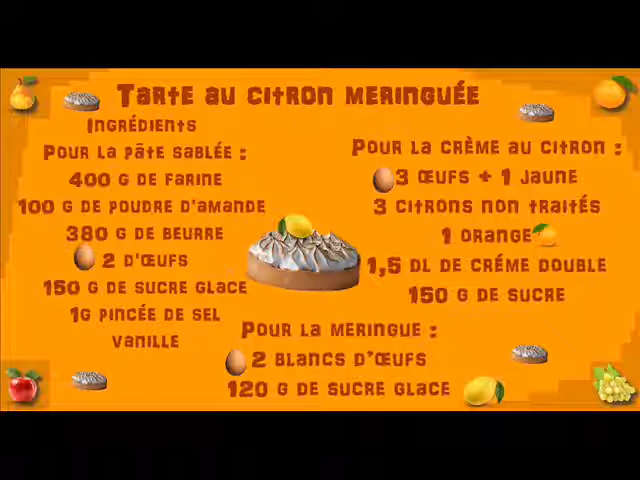 Tarte au citron meringuée
Ingrédients
Pour la pâte sablée :
400 g de farine
100 g de poudre d'amande
380 g de beurre
2 d'œufs
150 g de sucre glace
1g pincée de sel
vanille
Pour la crème au citron :
3 œufs + 1 jaune
3 citrons non traités
1 orange
1,5 dl de créme double
150 g de sucre
Pour la meringue :
2 blancs d'œufs
120 g de sucre glace